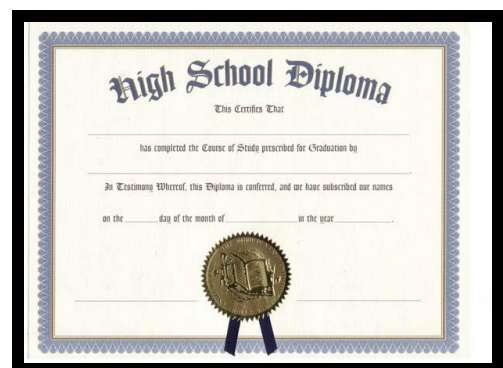 High School Diploma
This Certifies That
has completed the Course of Study prescribed for Graduation by
In Testimony Whereof, this Diploma is conferred, and we have subscribed our names
on the day of the month of in the year .